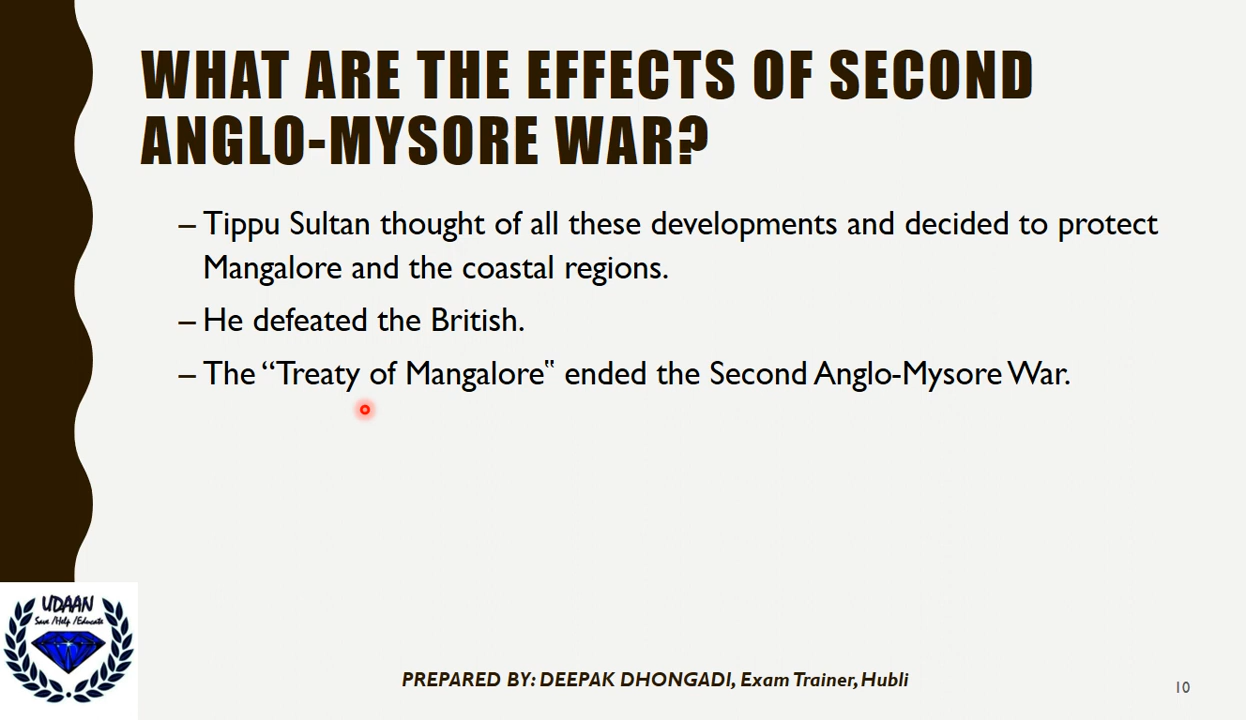 WHAT ARE THE EFFECTS OF SECOND
ANGLO-MYSORE WAR?
– Tippu Sultan thought of all these developments and decided to protect
Mangalore and the coastal regions.
– He defeated the British.
– The “Treaty of Mangalore‟ ended the Second Anglo-Mysore War.
UDAAN
Save /Help /Educate
PREPARED BY: DEEPAK DHONGADI, Exam Trainer, Hubli
10